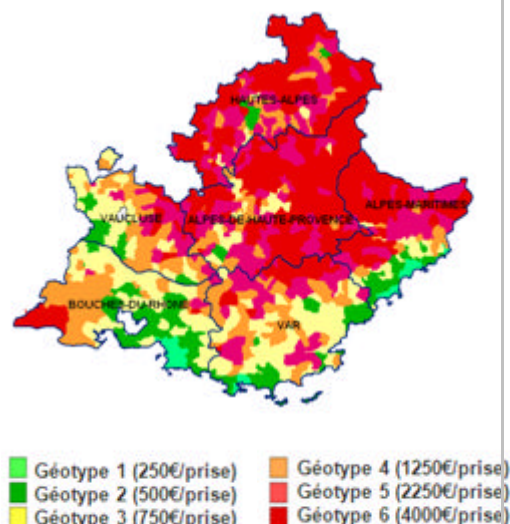 HAUTES-ALPES
VAUCLUSE
ALPES-DE-HAUTE-PROVENCE
ALPES-MARITIMES
BOUCHES-DU-RHÔNE
VAR
Géotype 1 (250€/prise)
Géotype 2 (500€/prise)
Géotype 3 (750€/prise)
Géotype 4 (1250€/prise)
Géotype 5 (2250€/prise)
Géotype 6 (4000€/prise)